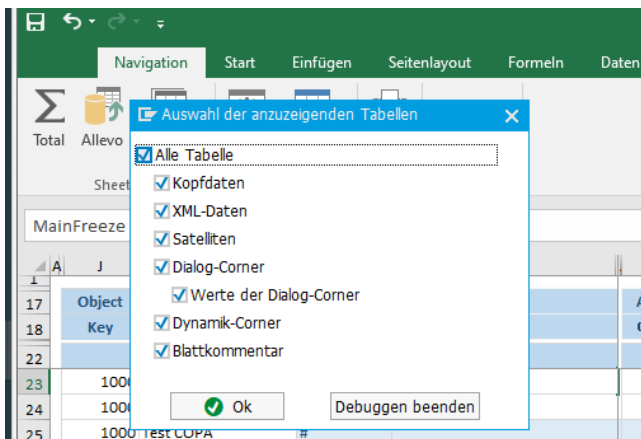 Navigation Start Einfügen Seitenlayout Formeln Daten
Auswahl der anzuzeigenden Tabellen
Total Allevo
Alle Tabelle
Sheet
Kopfdaten
XML-Daten
MainFreeze
Satelliten
A J
Dialog-Corner
17 Object
Werte der Dialog-Corner
18 Key
Dynamik-Corner
22
Blattkommentar
23 1000
24 1000
Ok Debuggen beenden
25 1000 Test COPA #